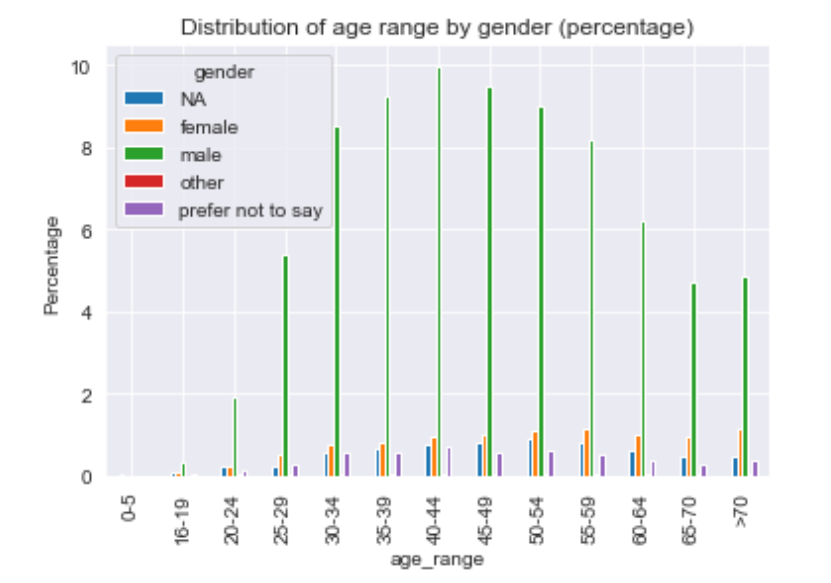 Distribution of age range by gender (percentage)
gender
NA
female
male
other
prefer not to say
Percentage
10
8
6
4
2
0
0-5
16-19
20-24
25-29
30-34
35-39
40-44
45-49
50-54
55-59
60-64
65-70
>70
age_range